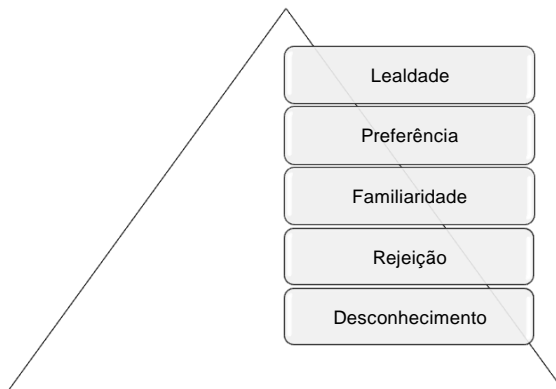 Lealdade
Preferência
Familiaridade
Rejeição
Desconhecimento